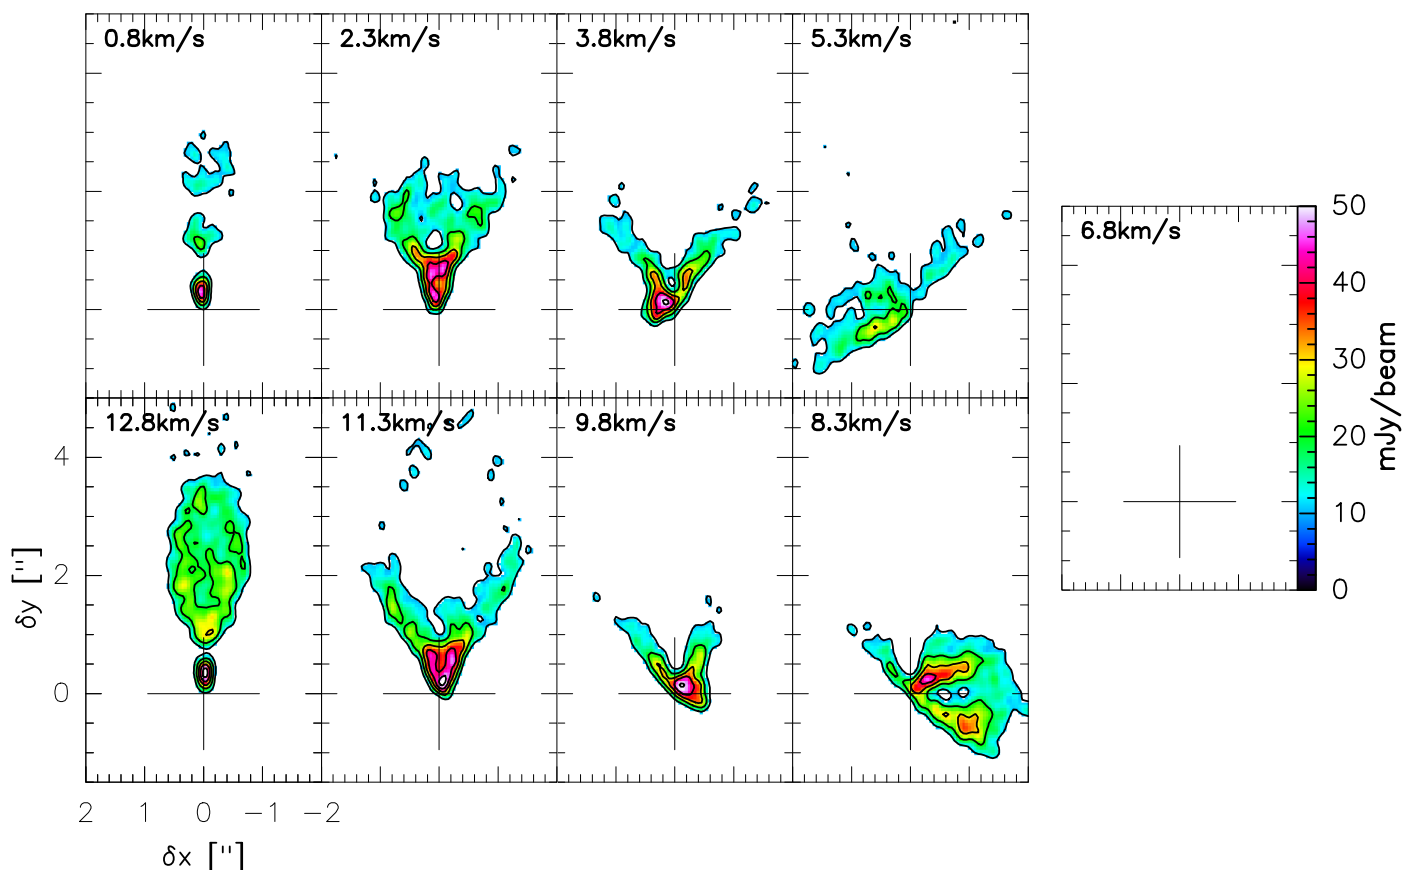 0.8km/s 2.3km/s 3.8km/s 5.3km/s
6.8km/s
50
40
30
20
10
0
mJy/beam
12.8km/s 11.3km/s 9.8km/s 8.3km/s
4
2
0
δy ["]
2 1 0 −1 −2
δx ["]